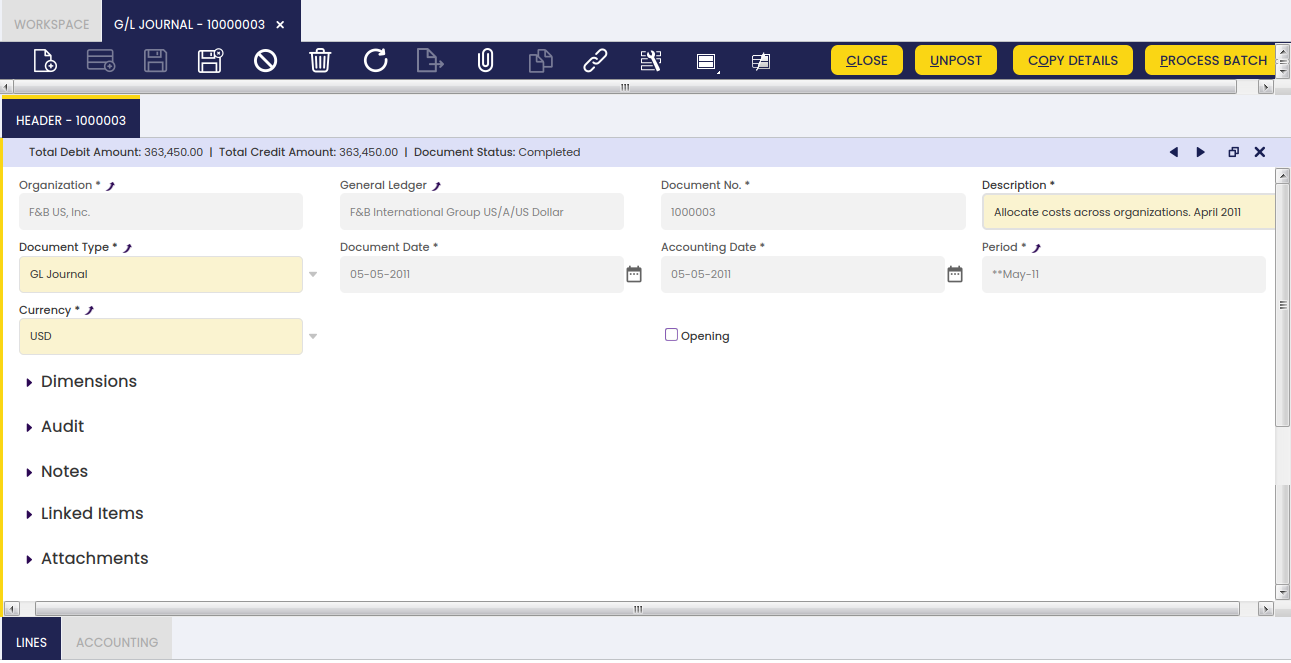 WORKSPACE
G/L JOURNAL - 10000003 ×
CLOSE UNPOST COPY DETAILS PROCESS BATCH
HEADER - 1000003
Total Debit Amount: 363,450.00 | Total Credit Amount: 363,450.00 | Document Status: Completed
Organization * General Ledger Document No. * Description *
F&B US, Inc. F&B International Group US/A/US Dollar 1000003 Allocate costs across organizations. April 2011
Document Type * Document Date * Accounting Date * Period *
GL Journal 05-05-2011 05-05-2011 **May-11
Currency *
USD Opening
Dimensions
Audit
Notes
Linked Items
Attachments
LINES ACCOUNTING